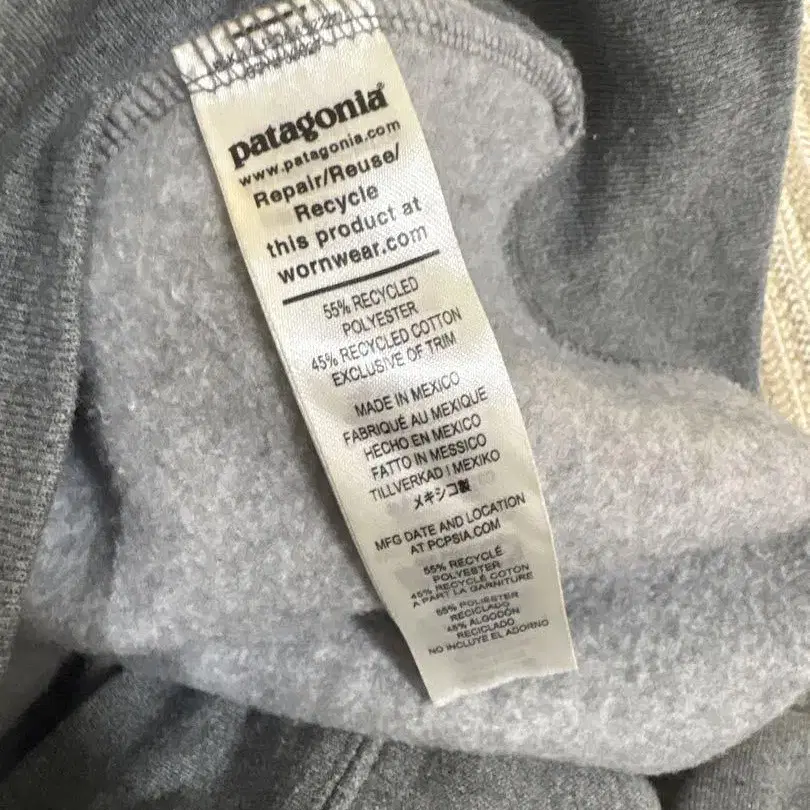 patagonia®
www.patagonia.com
Repair/Reuse/
Recycle
this product at
wornwear.com
55% RECYCLED
POLYESTER
45% RECYCLED COTTON
EXCLUSIVE OF TRIM
MADE IN MEXICO
FABRIQUÉ AU MEXIQUE
HECHO EN MEXICO
FATTO IN MESSICO
TILLVERKAD I MEXIKO
メキシコ製
MFG DATE AND LOCATION
AT PCPSIA.COM
55% RECYCLÉ
POLYESTER
45% RECYCLÉ COTON
A PART LA GARNITURE
55% POLIESTER
RECICLADO
45% ALGODÓN
RECICLADO
NO INCLUYE EL ADORNO